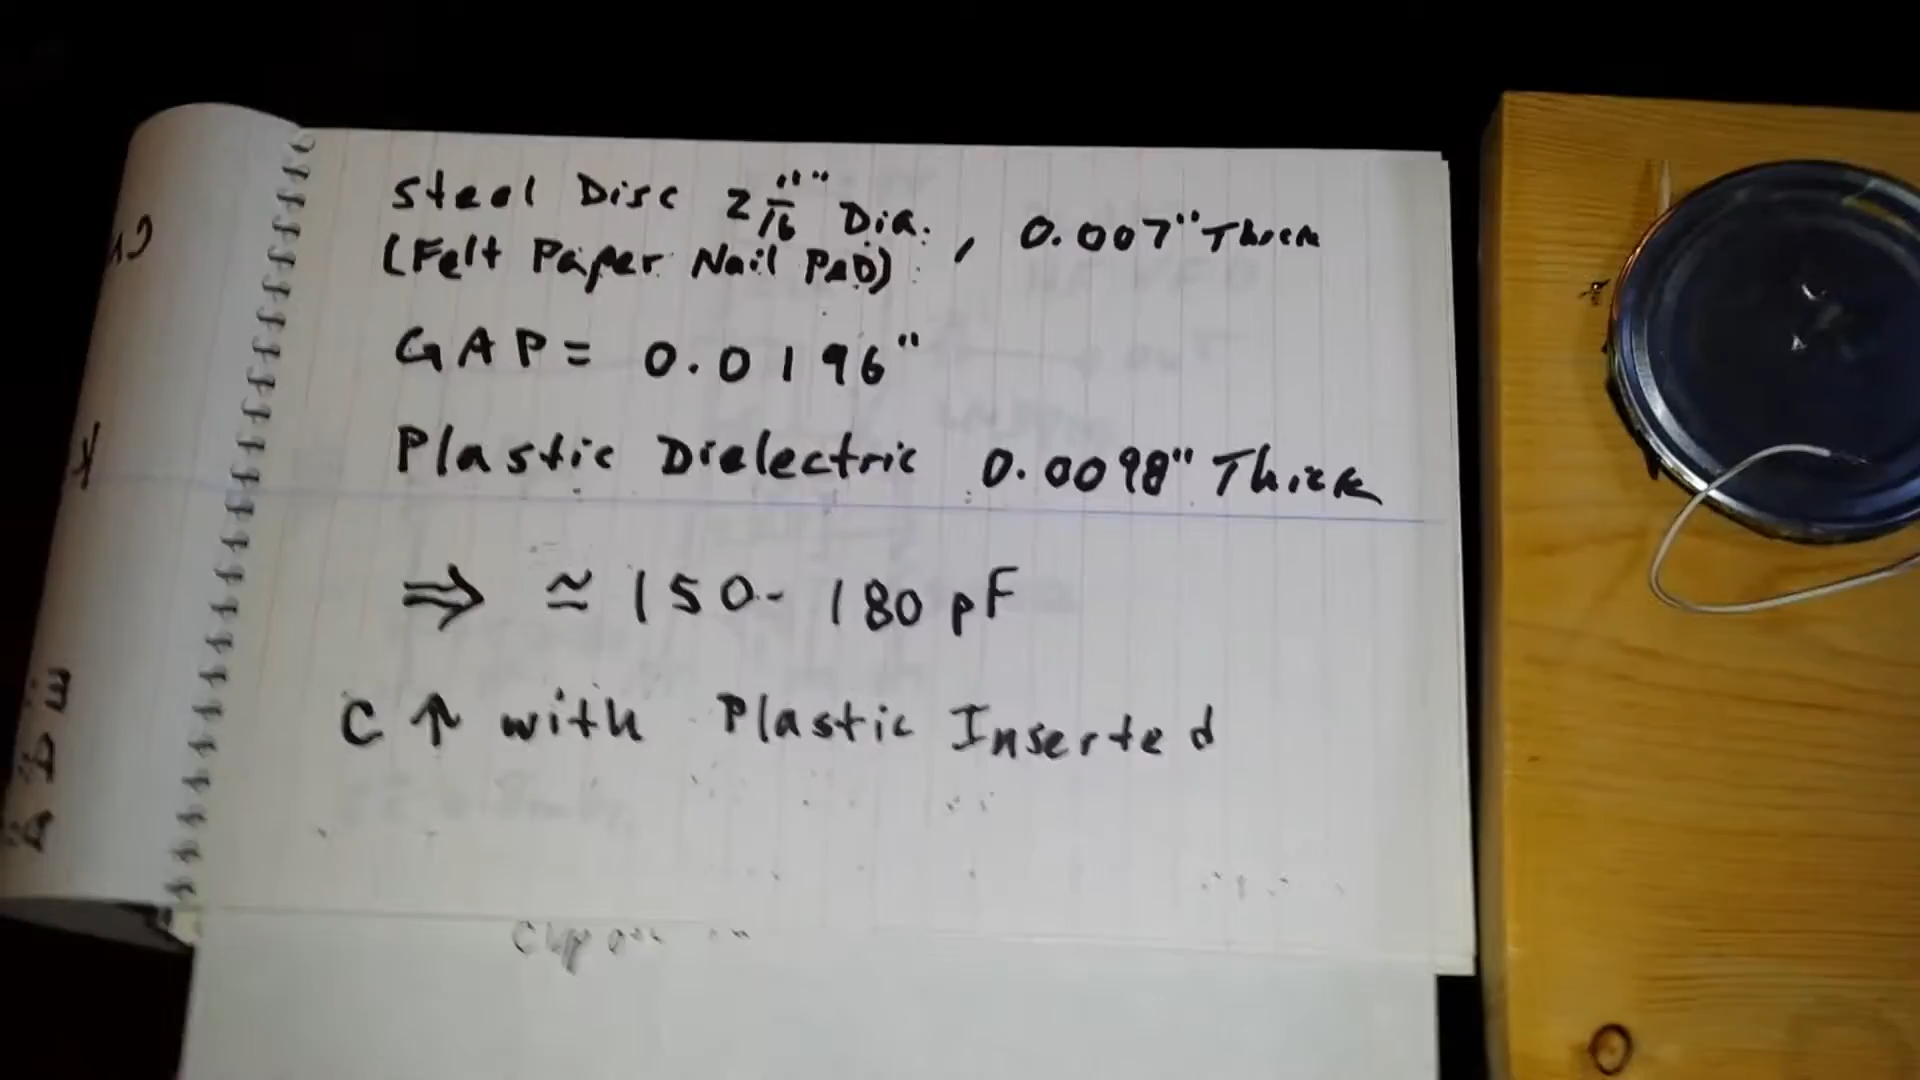 Steel Disc 2 11/16" Dia. , 0.007" Thick
(Felt Paper Nail PAD)
GAP = 0.0196"
Plastic Dielectric 0.0098" Thick
⇒ ≃ 150 - 180 pF
C ↑ with Plastic Inserted